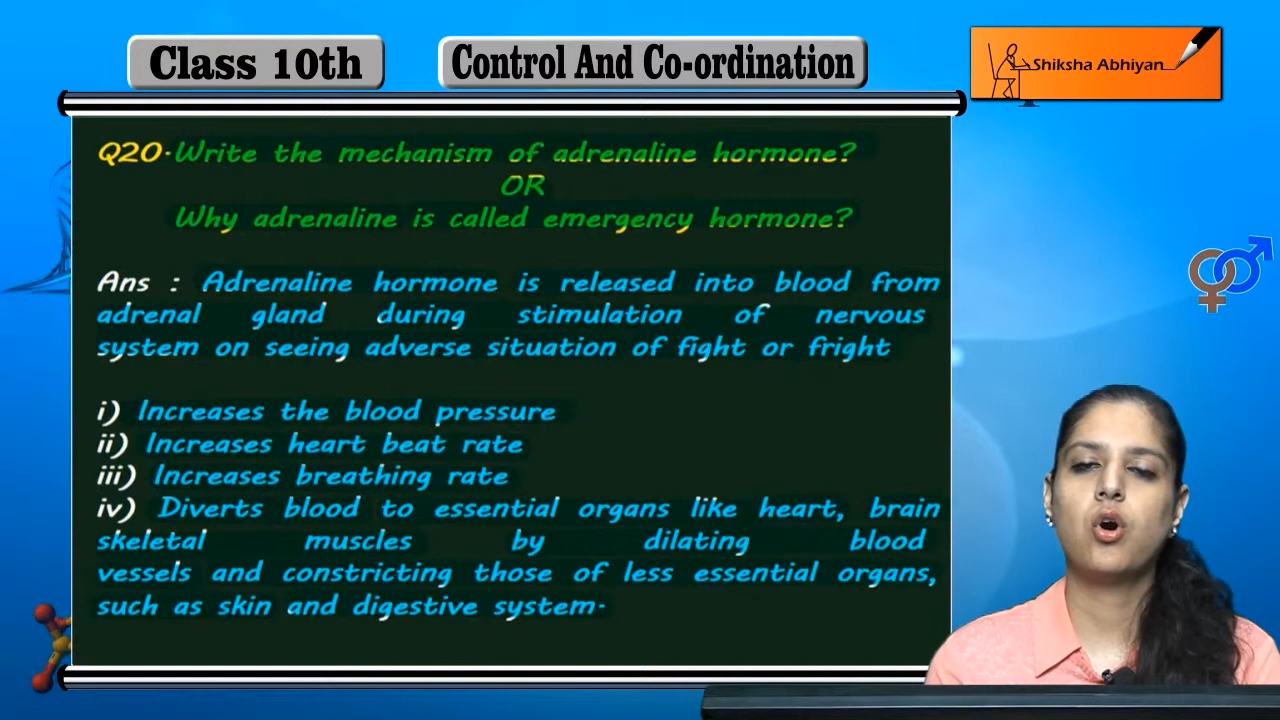 Class 10th
Control And Co-ordination
Shiksha Abhiyan
Q20. Write the mechanism of adrenaline hormone?
OR
Why adrenaline is called emergency hormone?
Ans : Adrenaline hormone is released into blood from
adrenal gland during stimulation of nervous
system on seeing adverse situation of fight or fright
i) Increases the blood pressure
ii) Increases heart beat rate
iii) Increases breathing rate
iv) Diverts blood to essential organs like heart, brain
skeletal muscles by dilating blood
vessels and constricting those of less essential organs,
such as skin and digestive system.